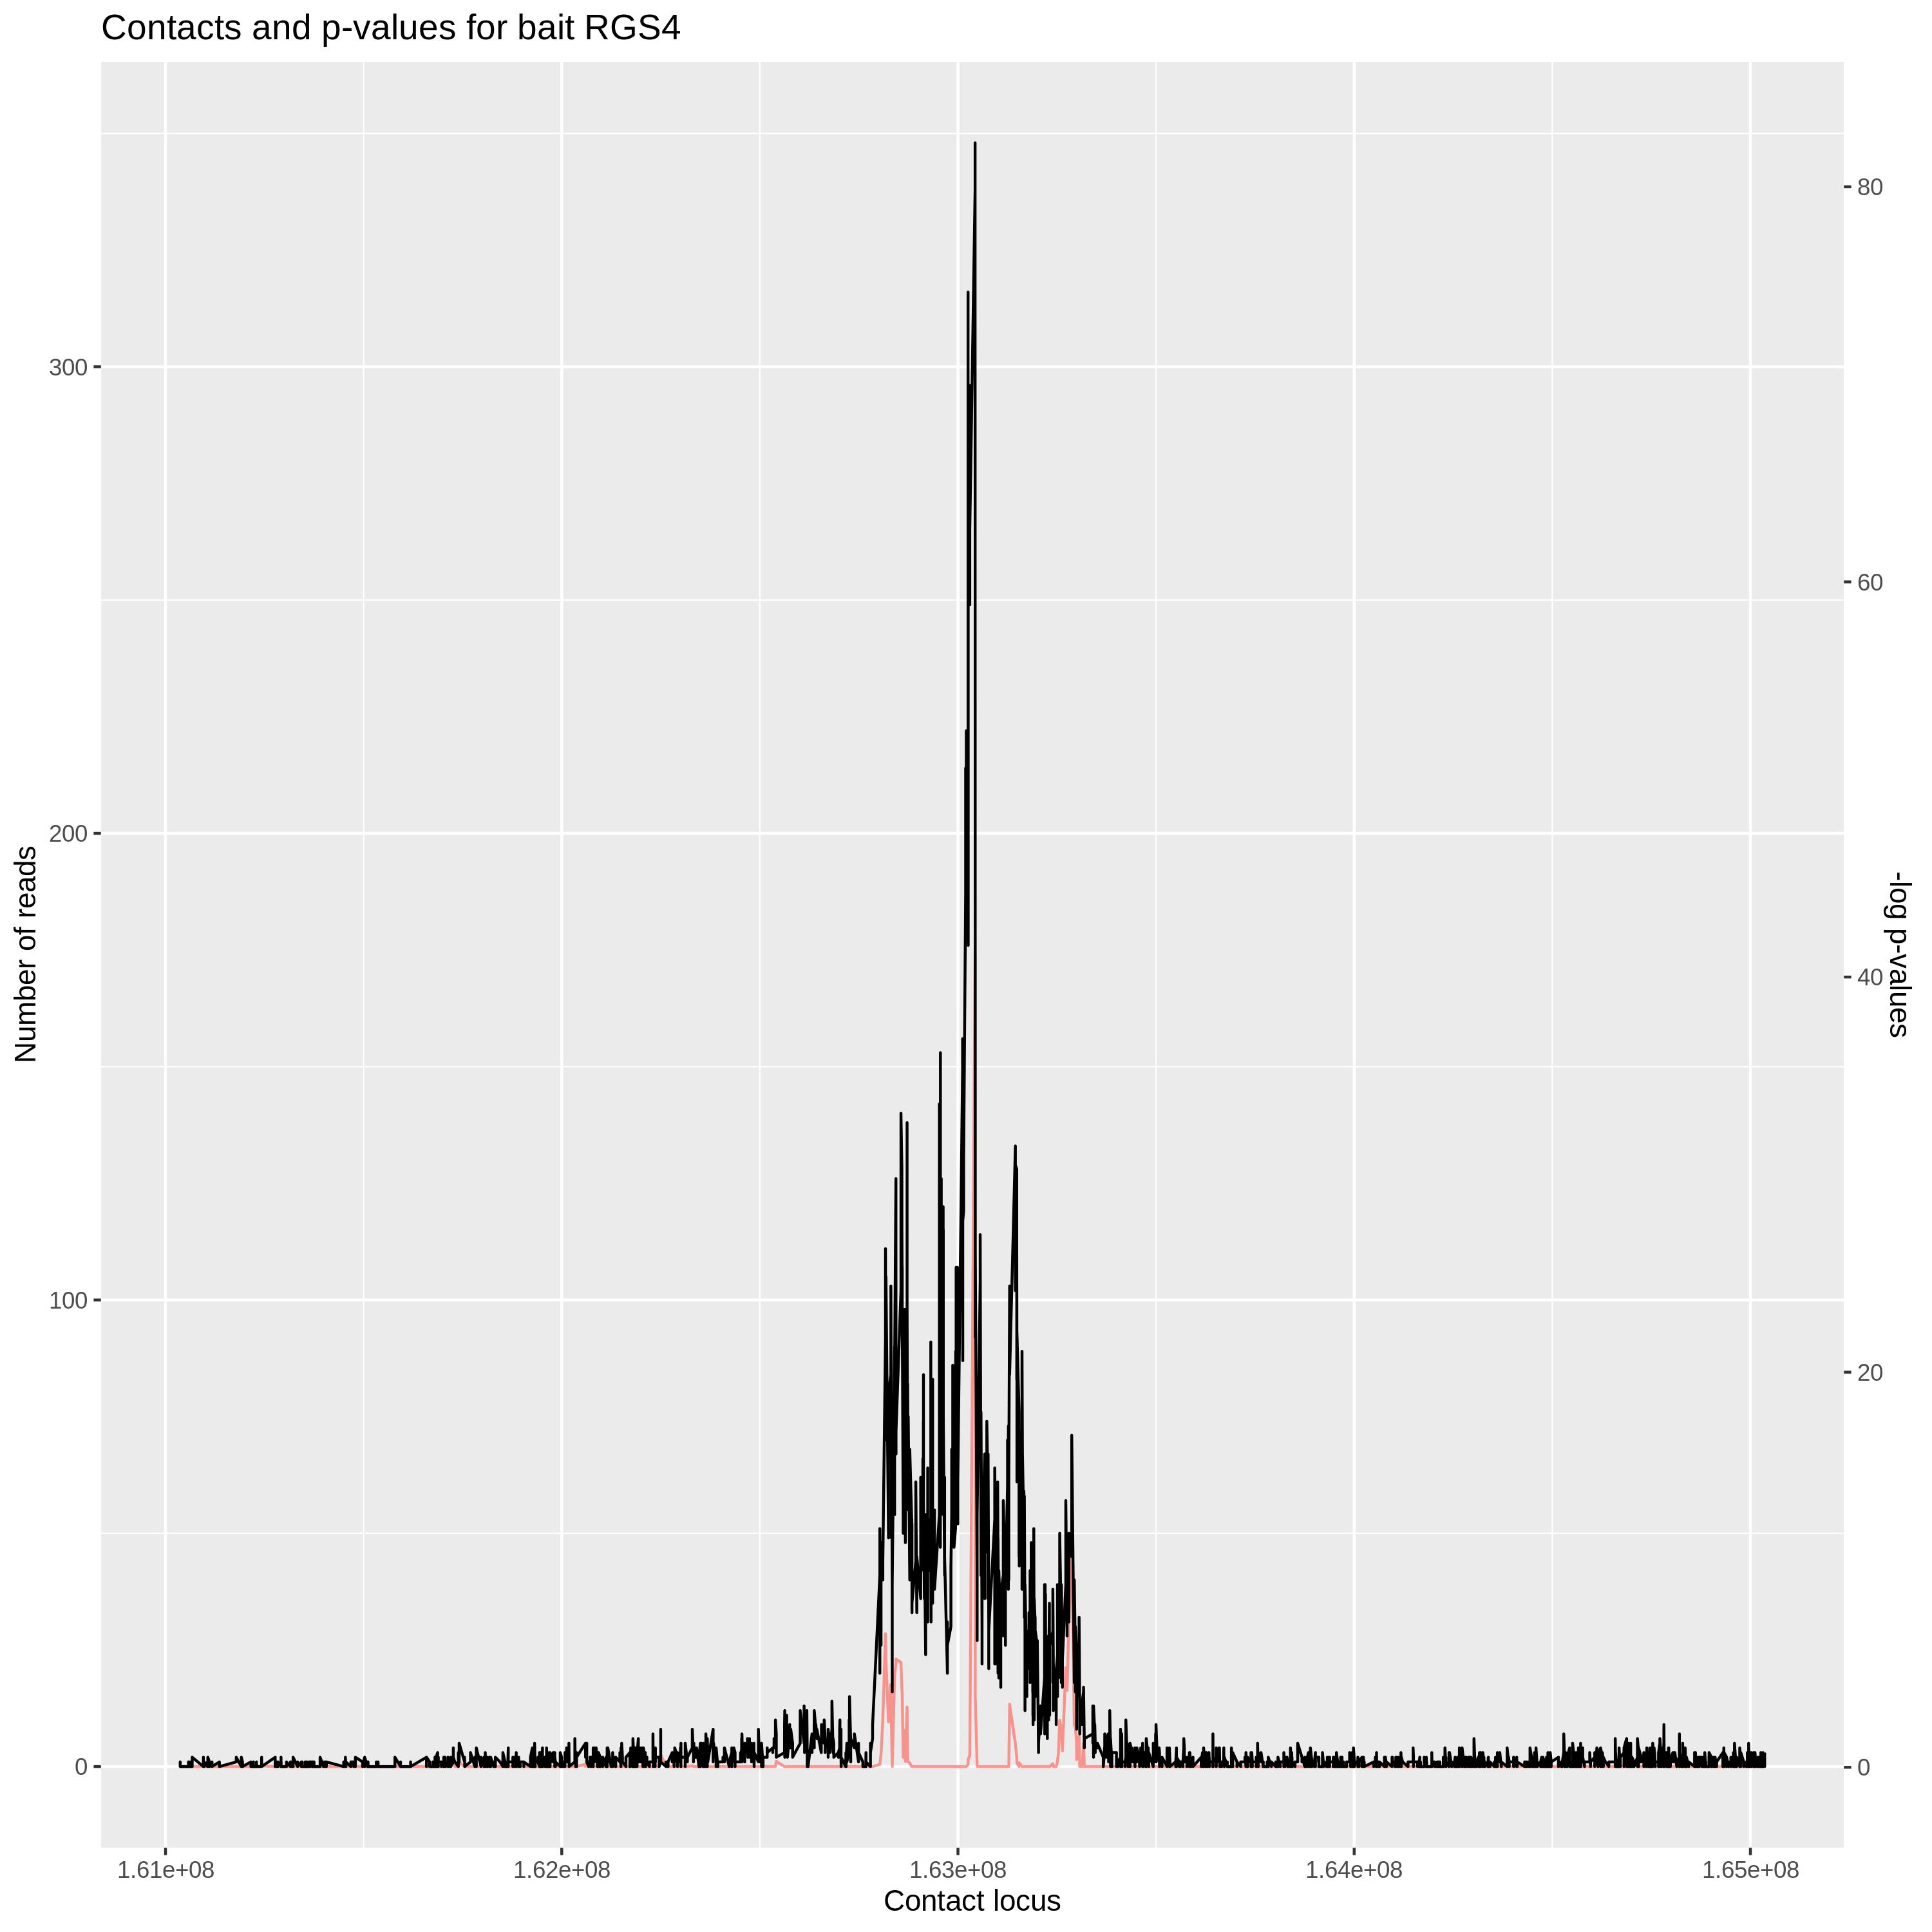 Contacts and p-values for bait RGS4
300
200
100
0
Number of reads
80
60
40
20
0
-log p-values
1.61e+08
1.62e+08
1.63e+08
1.64e+08
1.65e+08
Contact locus